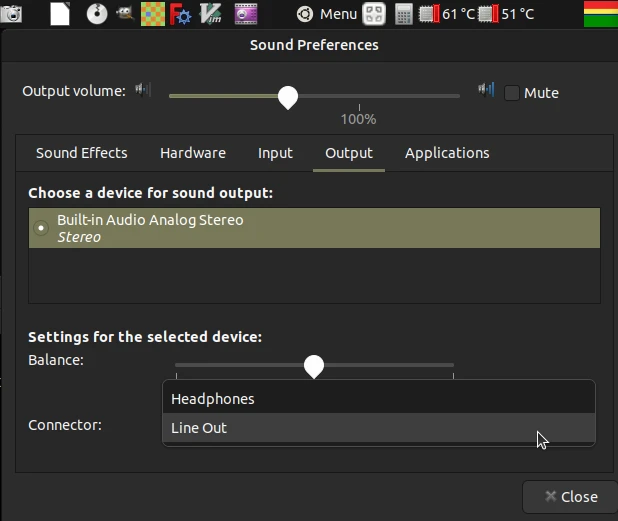 Menu 61 °C 51 °C
Sound Preferences
Output volume: Mute
100%
Sound Effects Hardware Input Output Applications
Choose a device for sound output:
Built-in Audio Analog Stereo
Stereo
Settings for the selected device:
Balance:
Headphones
Connector: Line Out
Close